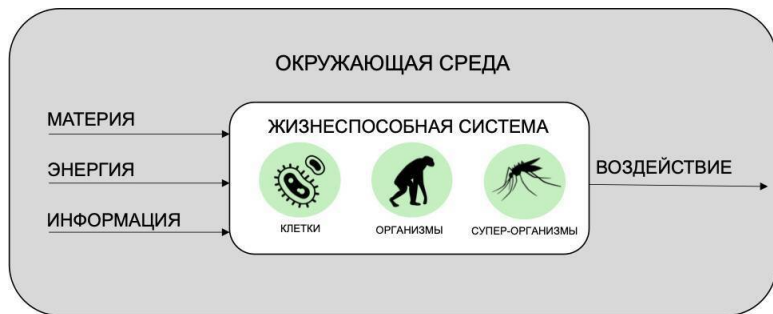 ОКРУЖАЮЩАЯ СРЕДА
МАТЕРИЯ
ЭНЕРГИЯ
ИНФОРМАЦИЯ
ЖИЗНЕСПОСОБНАЯ СИСТЕМА
КЛЕТКИ
ОРГАНИЗМЫ
СУПЕР-ОРГАНИЗМЫ
ВОЗДЕЙСТВИЕ